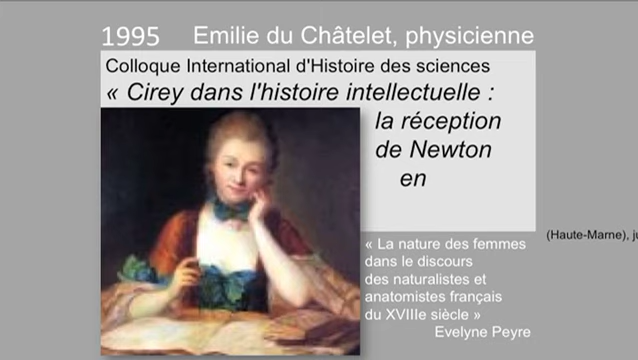 1995 Emilie du Châtelet, physicienne
Colloque International d'Histoire des sciences
« Cirey dans l'histoire intellectuelle :
la réception
de Newton
en
(Haute-Marne),
« La nature des femmes
dans le discours
des naturalistes et
anatomistes français
du XVIIIe siècle »
Evelyne Peyre